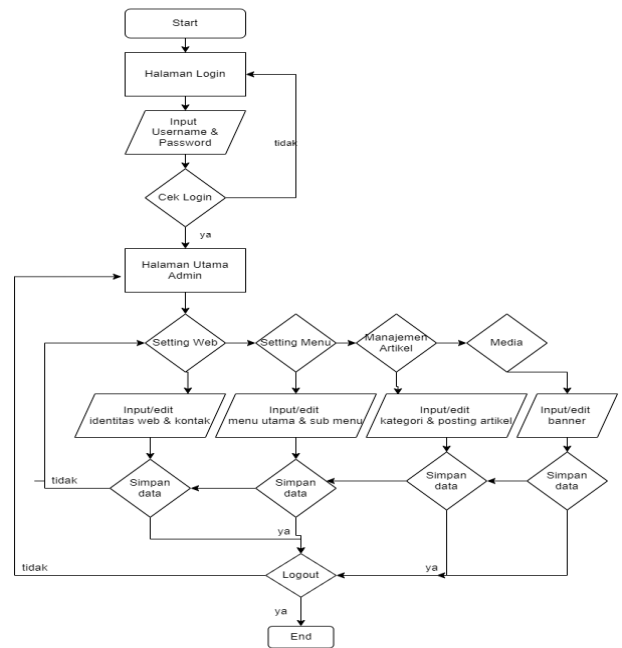 Start
Halaman Login
Input
Username &
Password
tidak
Cek Login
ya
Halaman Utama
Admin
Setting Web
Setting Menu
Manajemen
Artikel
Media
Input/edit
identitas web & kontak
Input/edit
menu utama & sub menu
Input/edit
kategori & posting artikel
Input/edit
banner
tidak
Simpan
data
Simpan
data
Simpan
data
Simpan
data
ya
tidak
Logout
ya
ya
End